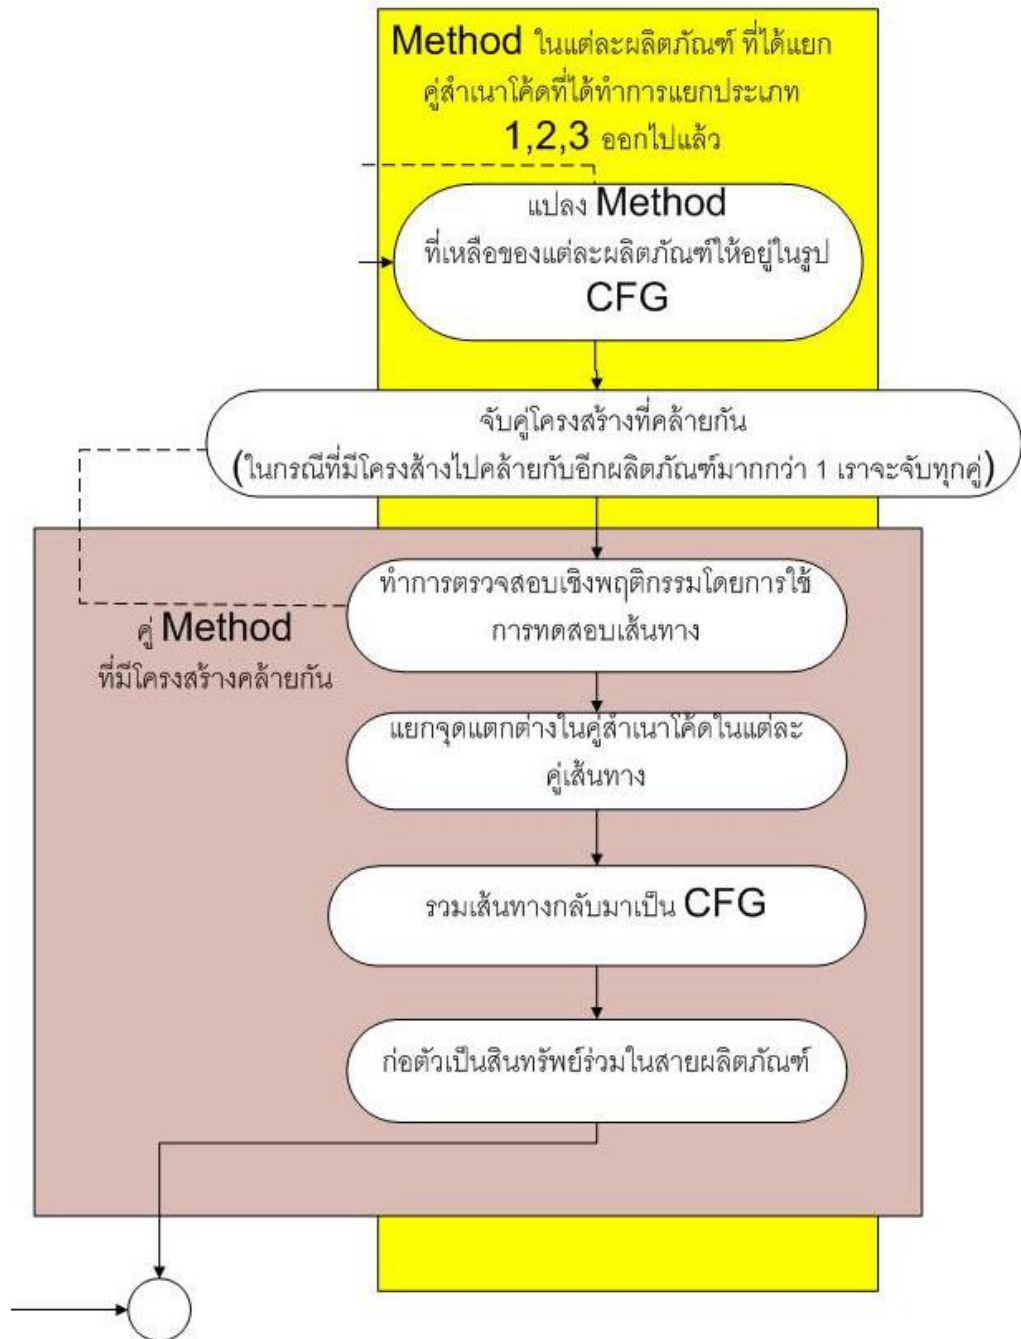 Method ในแต่ละผลิตภัณฑ์ ที่ได้แยก
คู่สำเนาโค้ดที่ได้ทำการแยกประเภท
1,2,3 ออกไปแล้ว
แปลง Method
ที่เหลือของแต่ละผลิตภัณฑ์ให้อยู่ในรูป
CFG
จับคู่โครงสร้างที่คล้ายกัน
(ในกรณีที่มีโครงส้างไปคล้ายกับอีกผลิตภัณฑ์มากกว่า 1 เราจะจับทุกคู่)
ทำการตรวจสอบเชิงพฤติกรรมโดยการใช้
การทดสอบเส้นทาง
คู่ Method
ที่มีโครงสร้างคล้ายกัน
แยกจุดแตกต่างในคู่สำเนาโค้ดในแต่ละ
คู่เส้นทาง
รวมเส้นทางกลับมาเป็น CFG
ก่อตัวเป็นสินทรัพย์ร่วมในสายผลิตภัณฑ์